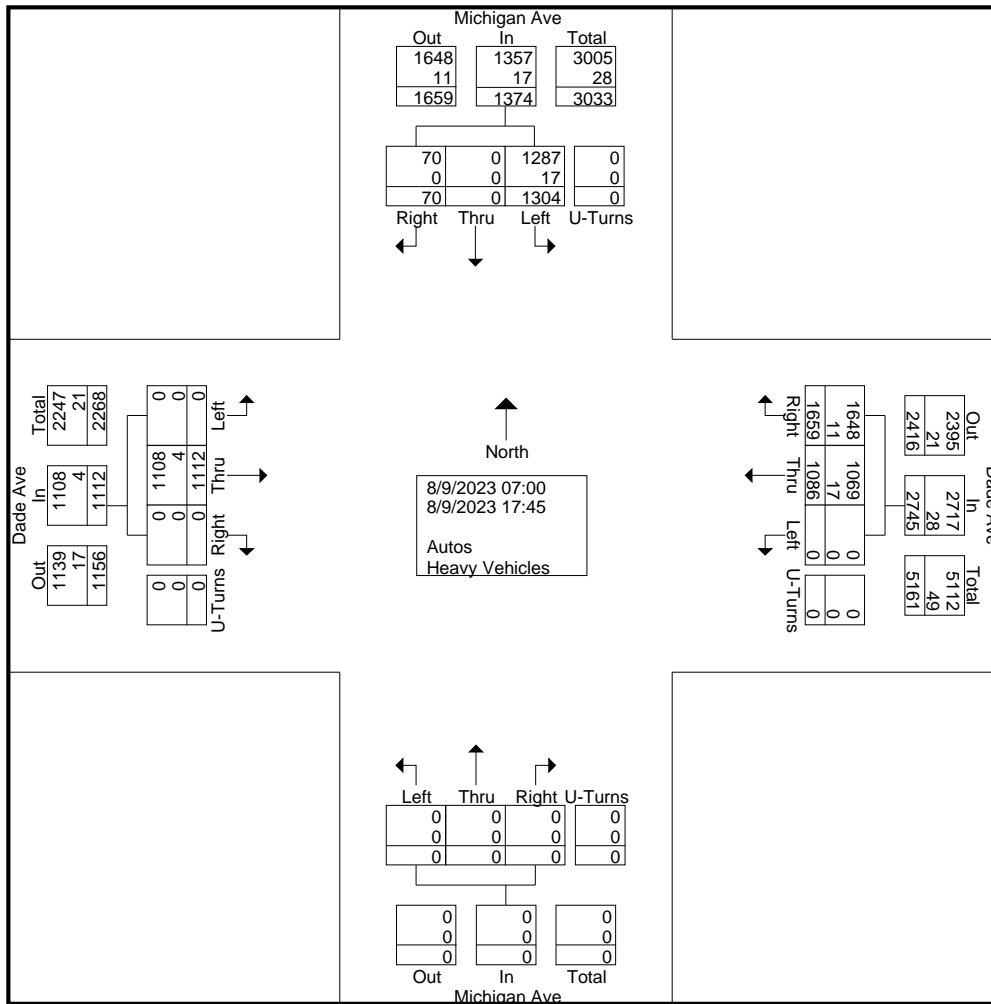 Michigan Ave
Out In Total
1648 1357 3005
11 17 28
1659 1374 3033
70 0 1287 0
0 0 17 0
70 0 1304 0
Right Thru Left U-Turns
Dade Ave
Total In Out
2247 1108 1139
21 4 17
2268 1112 1156
0 1108 0 0
0 4 0 0
0 1112 0 0
Left Thru Right U-Turns
North
8/9/2023 07:00
8/9/2023 17:45
Autos
Heavy Vehicles
Right Thru Left U-Turns
1648 1069 0 0
11 17 0 0
1659 1086 0 0
Out In Total
2395 2717 5112
21 28 49
2416 2745 5161
Dade Ave
Left Thru Right U-Turns
0 0 0 0
0 0 0 0
0 0 0 0
0 0 0
0 0 0
0 0 0
Out In Total
Michigan Ave